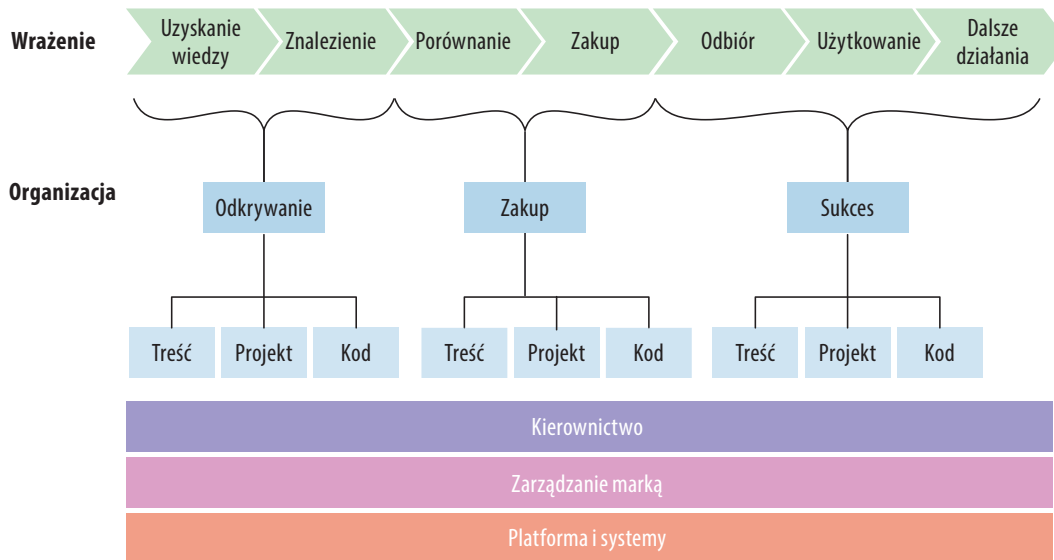 Wrażenie
Uzyskanie
wiedzy
Znalezienie
Porównanie
Zakup
Odbiór
Użytkowanie
Dalsze
działania
Organizacja
Odkrywanie
Zakup
Sukces
Treść
Projekt
Kod
Treść
Projekt
Kod
Treść
Projekt
Kod
Kierownictwo
Zarządzanie marką
Platforma i systemy